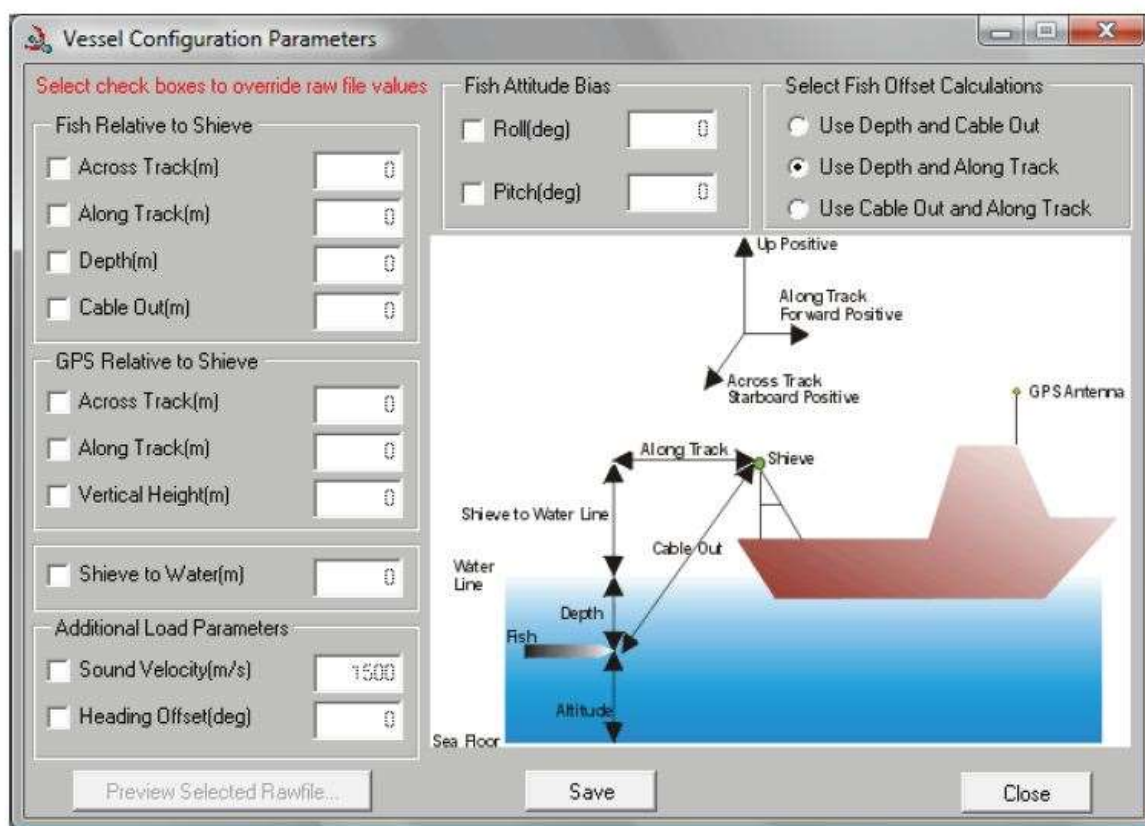 Vessel Configuration Parameters
Select check boxes to override raw file values
Fish Relative to Shieve
Across Track(m) 0
Along Track(m) 0
Depth(m) 0
Cable Out(m) 0
GPS Relative to Shieve
Across Track(m) 0
Along Track(m) 0
Vertical Height(m) 0
Shieve to Water(m) 0
Additional Load Parameters
Sound Velocity(m/s) 1500
Heading Offset(deg) 0
Fish Attitude Bias
Roll(deg) 0
Pitch(deg) 0
Select Fish Offset Calculations
Use Depth and Cable Out
Use Depth and Along Track
Use Cable Out and Along Track
Up Positive
Along Track
Forward Positive
Across Track
Starboard Positive
GPS Antenna
Along Track
Shieve
Shieve to Water Line
Cable Out
Water
Line
Depth
Fish
Altitude
Sea Floor
Preview Selected Rawfile...
Save
Close